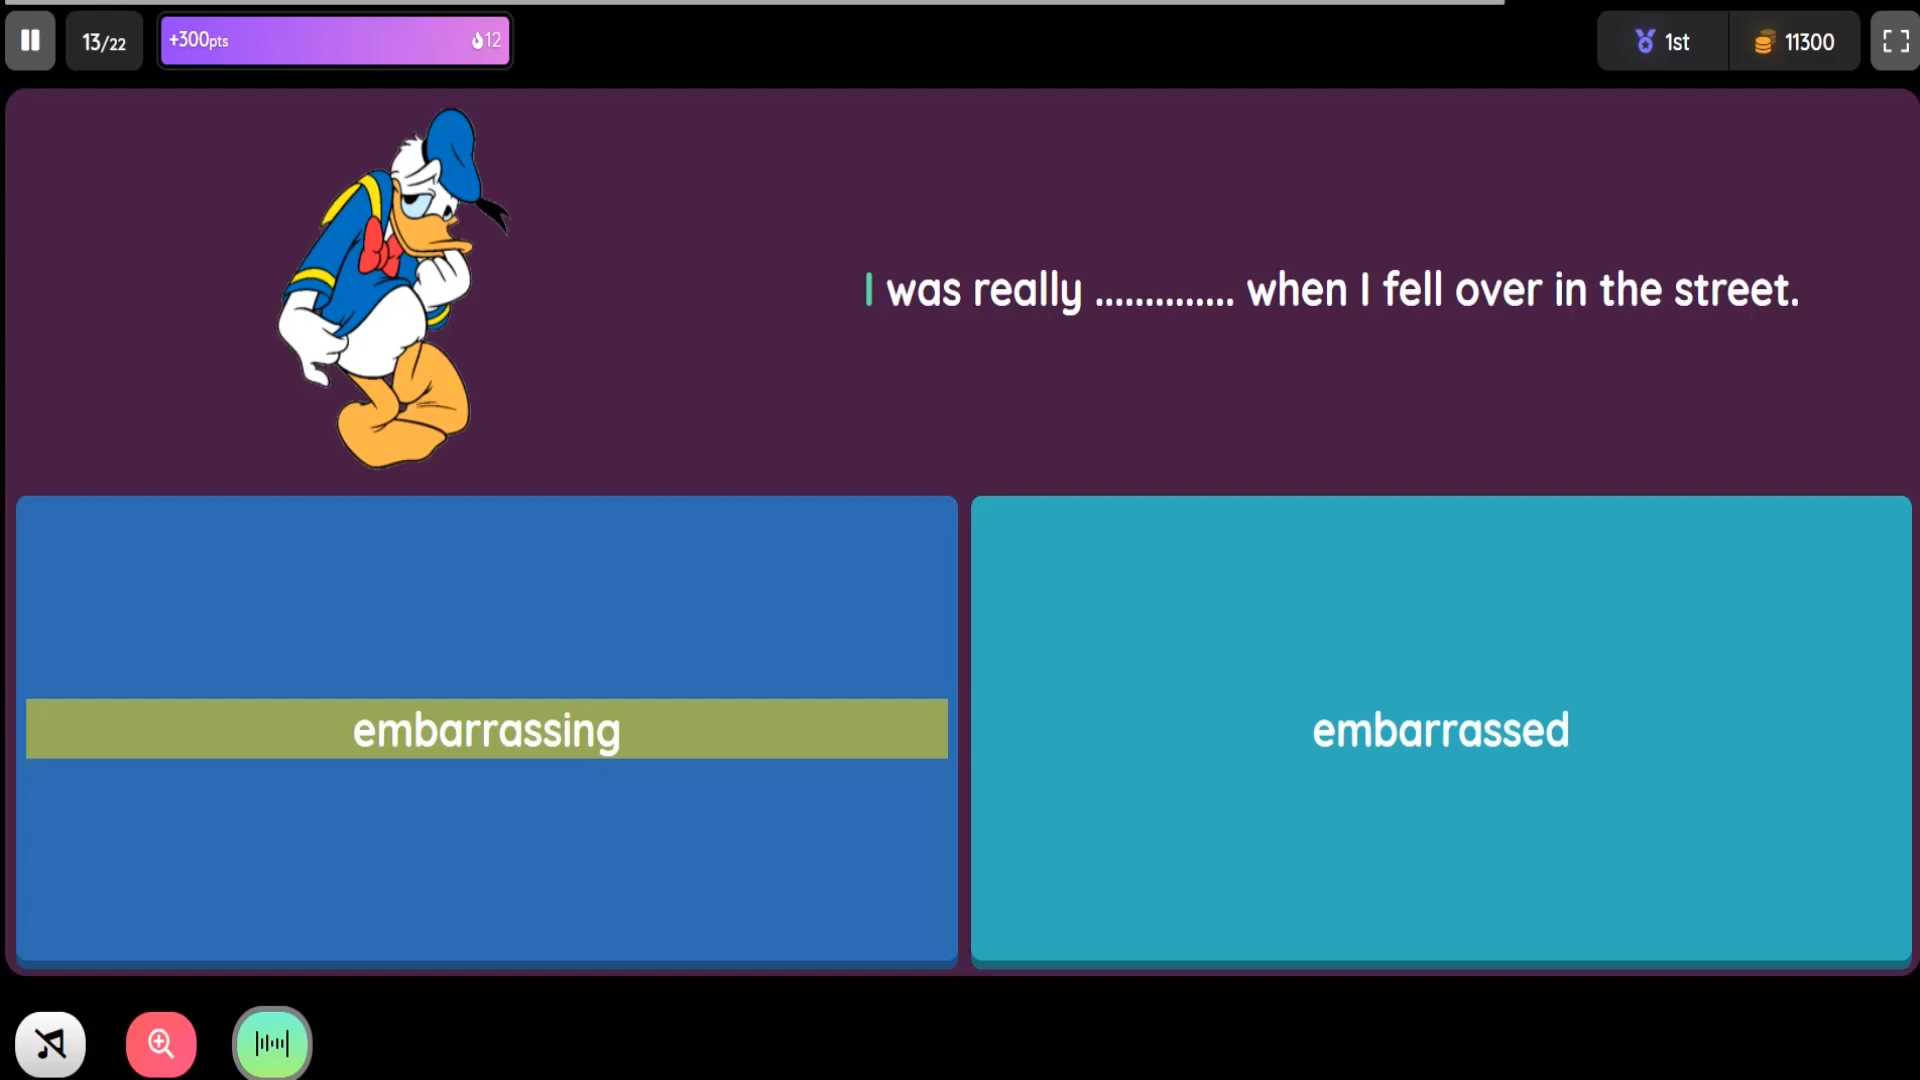 13/22
+300pts
12
1st
11300
I was really .............. when I fell over in the street.
embarrassing
embarrassed